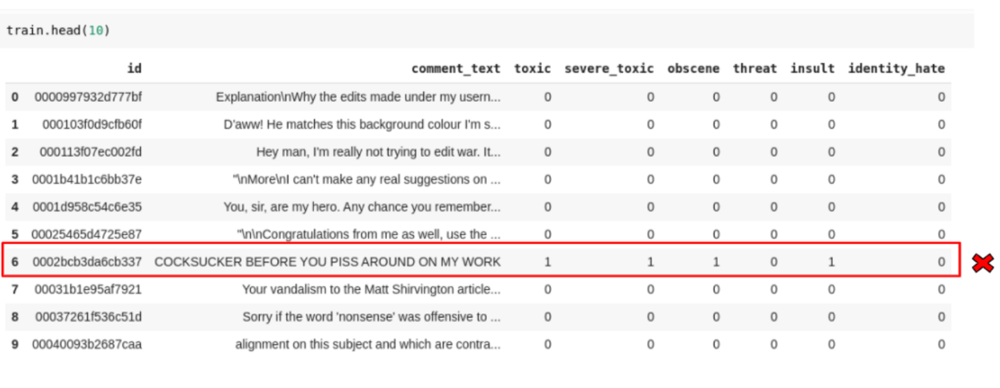 train.head(10)
id comment_text toxic severe_toxic obscene threat insult identity_hate
0 0000997932d777bf Explanation\nWhy the edits made under my usern... 0 0 0 0 0 0
1 000103f0d9cfb60f D'aww! He matches this background colour I'm s... 0 0 0 0 0 0
2 000113f07ec002fd Hey man, I'm really not trying to edit war. It... 0 0 0 0 0 0
3 0001b41b1c6bb37e "\nMore\nI can't make any real suggestions on ... 0 0 0 0 0 0
4 0001d958c54c6e35 You, sir, are my hero. Any chance you remember... 0 0 0 0 0 0
5 00025465d4725e87 "\n\nCongratulations from me as well, use the ... 0 0 0 0 0 0
6 0002bcb3da6cb337 COCKSUCKER BEFORE YOU PISS AROUND ON MY WORK 1 1 1 0 1 0
7 00031b1e95af7921 Your vandalism to the Matt Shirvington article... 0 0 0 0 0 0
8 00037261f536c51d Sorry if the word 'nonsense' was offensive to ... 0 0 0 0 0 0
9 00040093b2687caa alignment on this subject and which are contra... 0 0 0 0 0 0